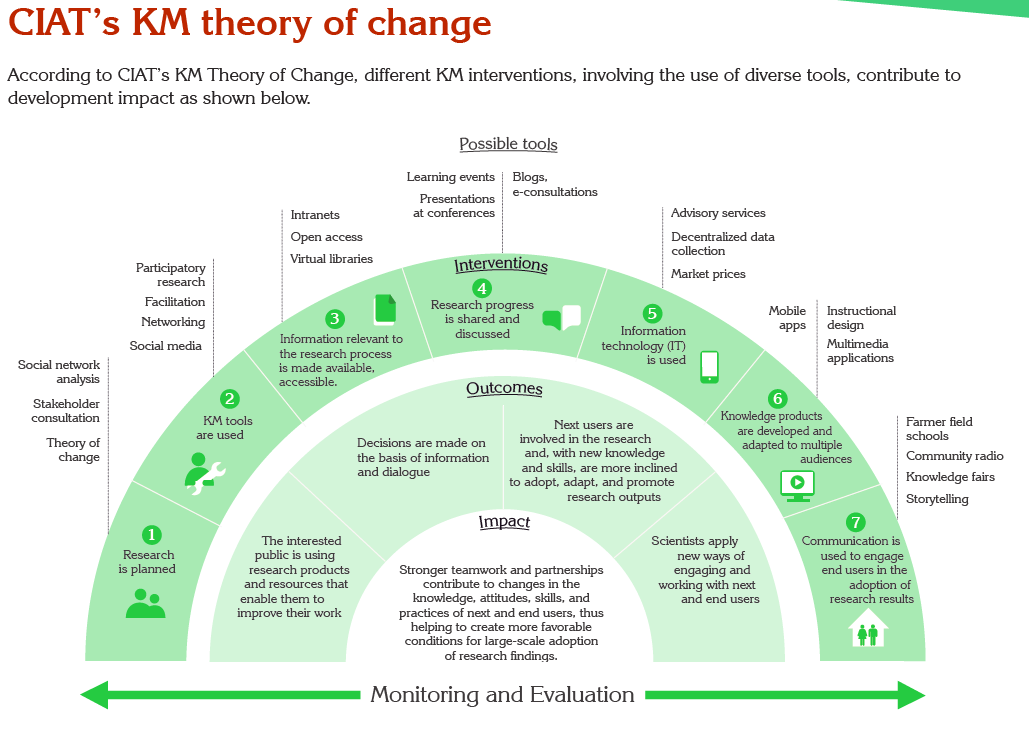 CIAT's KM theory of change
According to CIAT's KM Theory of Change, different KM interventions, involving the use of diverse tools, contribute to
development impact as shown below.
Possible tools
Social network
analysis
Stakeholder
consultation
Theory of
change
Participatory
research
Facilitation
Networking
Social media
Intranets
Open access
Virtual libraries
Learning events
Presentations
at conferences
Blogs,
e-consultations
Advisory services
Decentralized data
collection
Market prices
Mobile
apps
Instructional
design
Multimedia
applications
Farmer field
schools
Community radio
Knowledge fairs
Storytelling
Interventions
1
Research
is planned
2
KM tools
are used
3
Information relevant to
the research process
is made available,
accessible.
4
Research progress
is shared and
discussed
5
Information
technology (IT)
is used
6
Knowledge products
are developed and
adapted to multiple
audiences
7
Communication is
used to engage
end users in the
adoption of
research results
Outcomes
The interested
public is using
research products
and resources that
enable them to
improve their work
Decisions are made on
the basis of information
and dialogue
Next users are
involved in the research
and, with new knowledge
and skills, are more inclined
to adopt, adapt, and promote
research outputs
Scientists apply
new ways of
engaging and
working with next
and end users
Impact
Stronger teamwork and partnerships
contribute to changes in the
knowledge, attitudes, skills, and
practices of next and end users, thus
helping to create more favorable
conditions for large-scale adoption
of research findings.
Monitoring and Evaluation